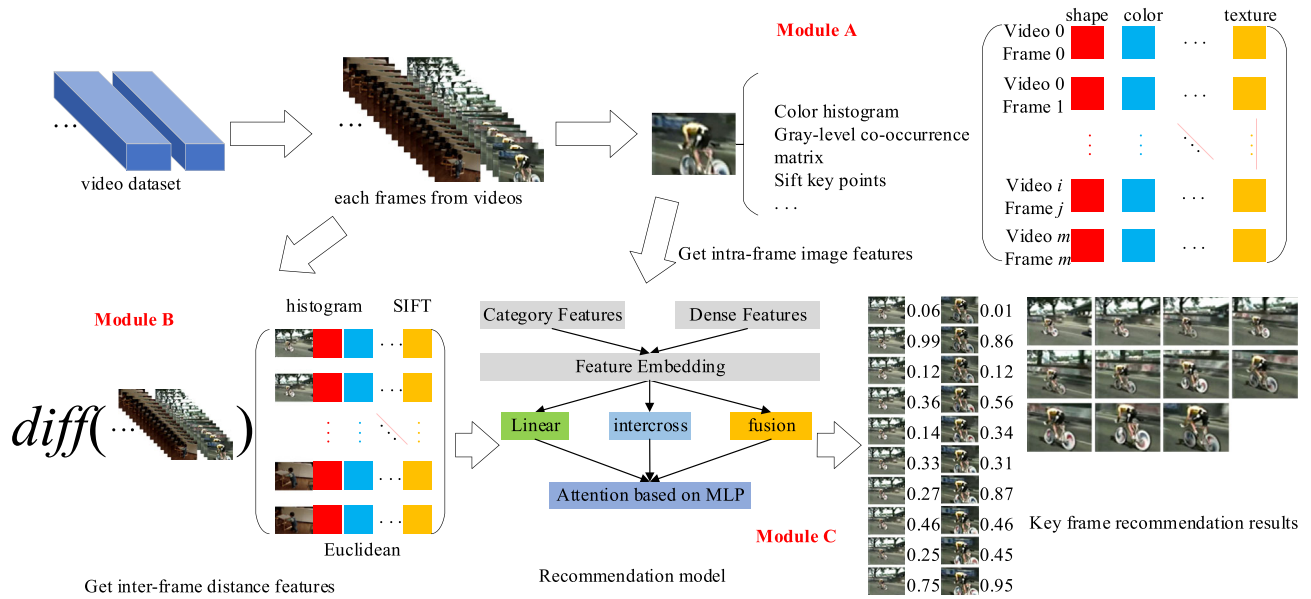 shape color texture
Module A
Video 0
Frame 0
. . .
Video 0
Frame 1
. . .
Video i
Frame j
. . .
Video m
Frame m
. . .
...
video dataset
...
each frames from videos
Color histogram
Gray-level co-occurrence
matrix
Sift key points
. . .
Get intra-frame image features
Module B
histogram SIFT
. . .
. . .
. . .
. . .
diff(...)
Euclidean
Get inter-frame distance features
Category Features Dense Features
Feature Embedding
Linear intercross fusion
Attention based on MLP
Module C
Recommendation model
0.06 0.01
0.99 0.86
0.12 0.12
0.36 0.56
0.14 0.34
0.33 0.31
0.27 0.87
0.46 0.46
0.25 0.45
0.75 0.95
Key frame recommendation results